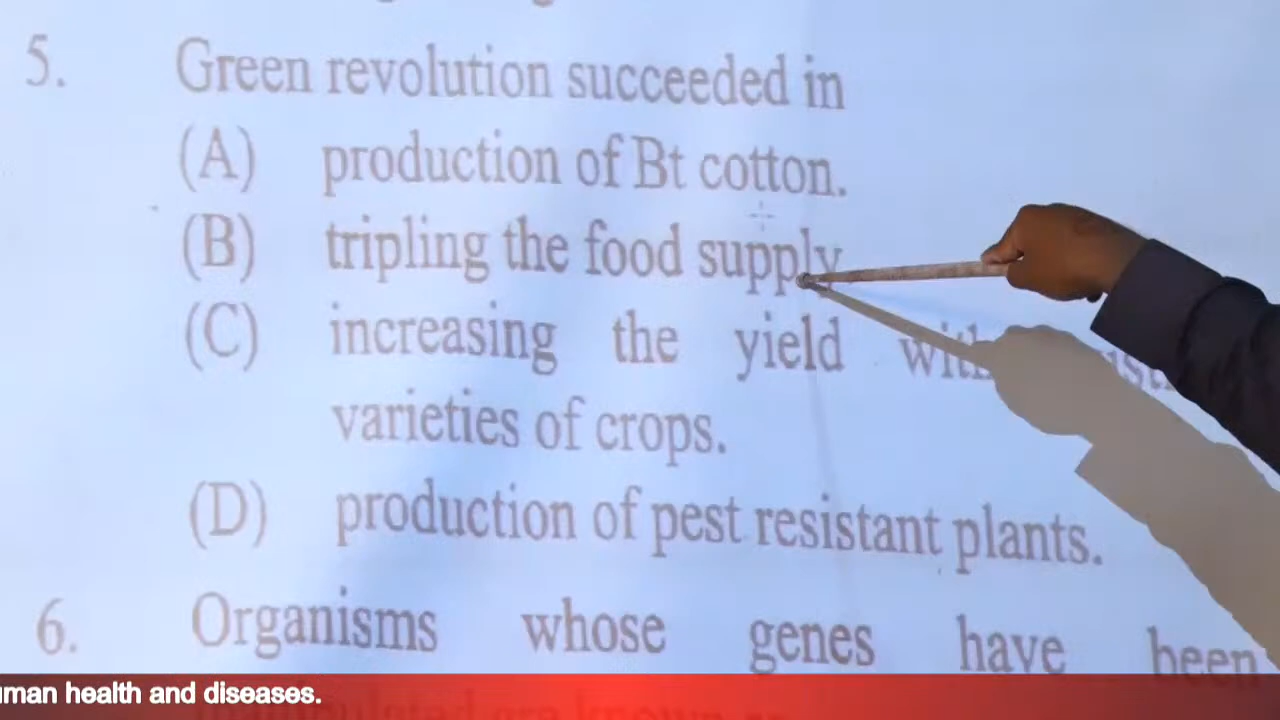 5. Green revolution succeeded in
(A) production of Bt cotton.
(B) tripling the food supply
(C) increasing the yield
varieties of crops.
(D) production of pest resistant plants.
6. Organisms whose genes have been
human health and diseases.